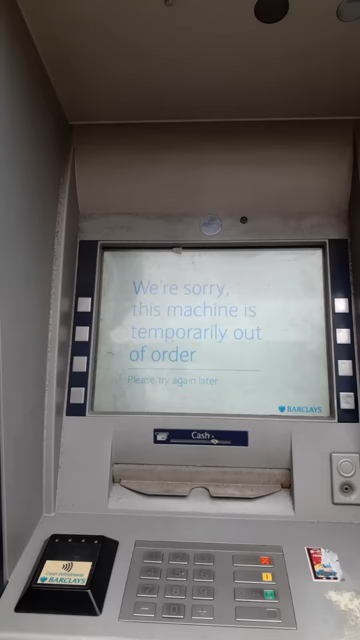 We're sorry,
this machine is
temporarily out
of order
Please try again later
BARCLAYS
Cash
BARCLAYS